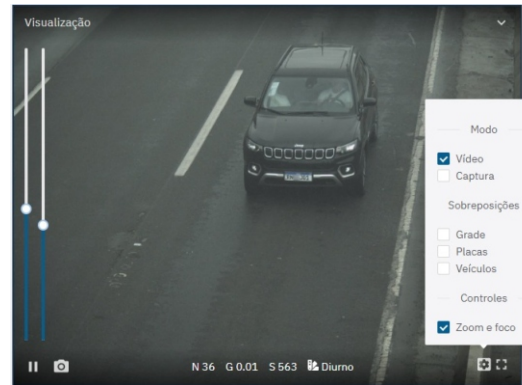 Visualização
Modo
Vídeo
Captura
Sobreposições
Grade
Placas
Veículos
Controles
Zoom e foco
N 36 G 0.01 S 563 Diurno